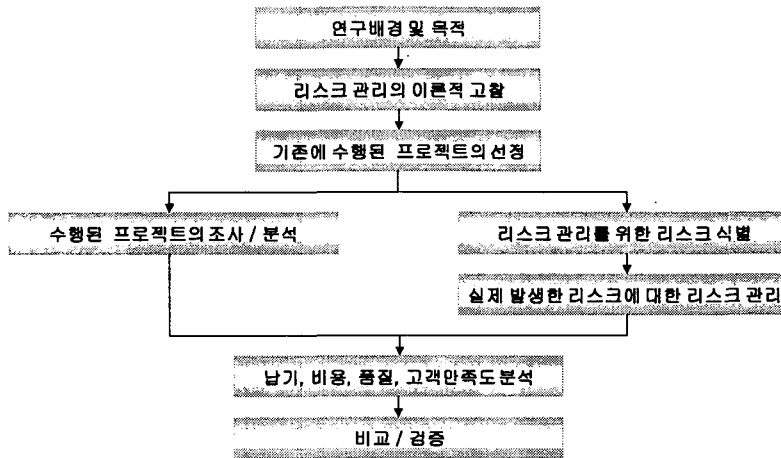 연구배경 및 목적
리스크 관리의 이론적 고찰
기존에 수행된 프로젝트의 선정
수행된 프로젝트의 조사 / 분석
리스크 관리를 위한 리스크 식별
실제 발생한 리스크에 대한 리스크 관리
납기, 비용, 품질, 고객만족도분석
비교 / 검증